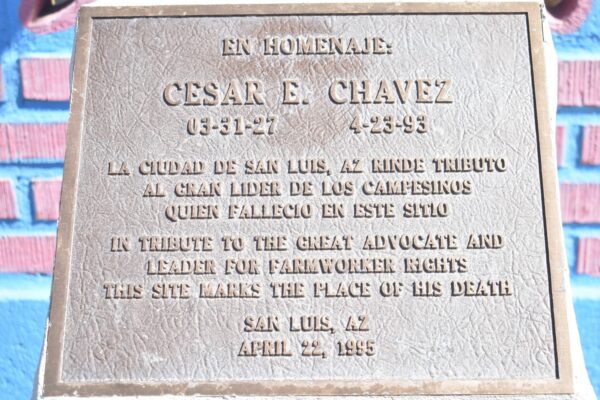 EN HOMENAJE:
CESAR E. CHAVEZ
03-31-27 4-23-93
LA CIUDAD DE SAN LUIS, AZ RINDE TRIBUTO
AL GRAN LIDER DE LOS CAMPESINOS
QUIEN FALLECIO EN ESTE SITIO
IN TRIBUTE TO THE GREAT ADVOCATE AND
LEADER FOR FARMWORKER RIGHTS
THIS SITE MARKS THE PLACE OF HIS DEATH
SAN LUIS, AZ
APRIL 22, 1995